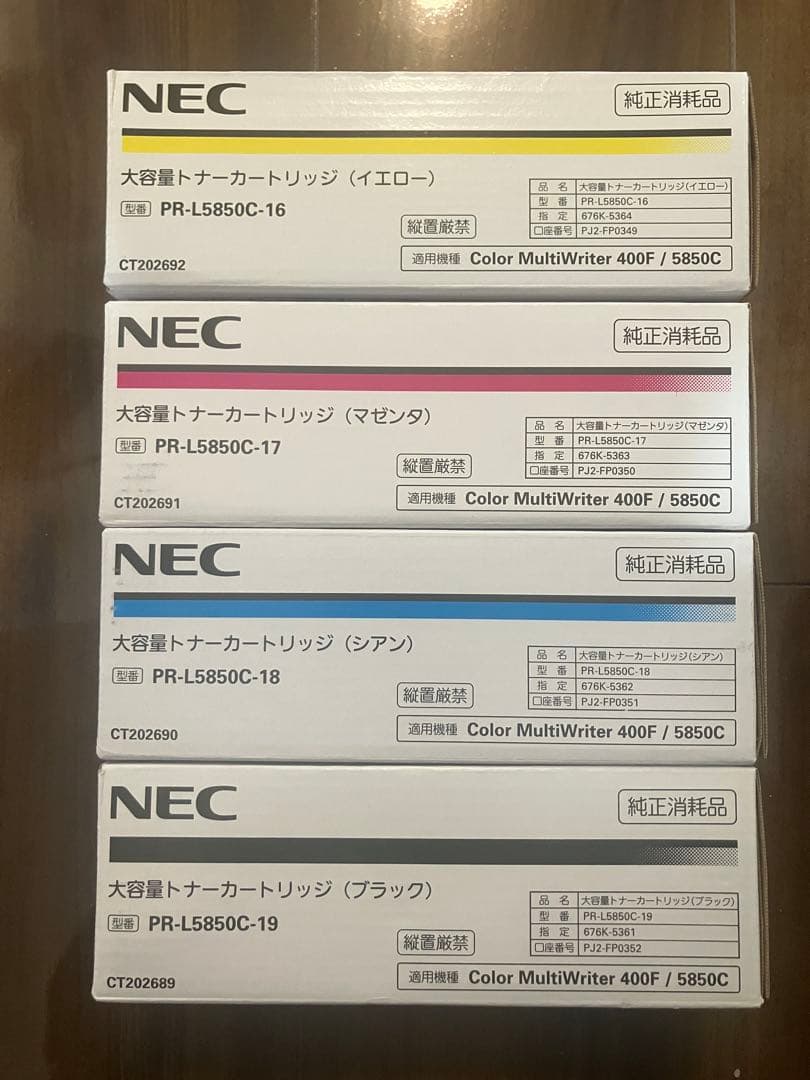 NEC
純正消耗品
大容量トナーカートリッジ（イエロー）
型番 PR-L5850C-16
縦置厳禁
品 名 大容量トナーカートリッジ(イエロー)
型 番 PR-L5850C-16
指 定 676K-5364
口座番号 PJ2-FP0349
CT202692
適用機種 Color MultiWriter 400F / 5850C
NEC
純正消耗品
大容量トナーカートリッジ（マゼンタ）
型番 PR-L5850C-17
縦置厳禁
品 名 大容量トナーカートリッジ(マゼンタ)
型 番 PR-L5850C-17
指 定 676K-5363
口座番号 PJ2-FP0350
CT202691
適用機種 Color MultiWriter 400F / 5850C
NEC
純正消耗品
大容量トナーカートリッジ（シアン）
型番 PR-L5850C-18
縦置厳禁
品 名 大容量トナーカートリッジ(シアン)
型 番 PR-L5850C-18
指 定 676K-5362
口座番号 PJ2-FP0351
CT202690
適用機種 Color MultiWriter 400F / 5850C
NEC
純正消耗品
大容量トナーカートリッジ（ブラック）
型番 PR-L5850C-19
縦置厳禁
品 名 大容量トナーカートリッジ(ブラック)
型 番 PR-L5850C-19
指 定 676K-5361
口座番号 PJ2-FP0352
CT202689
適用機種 Color MultiWriter 400F / 5850C